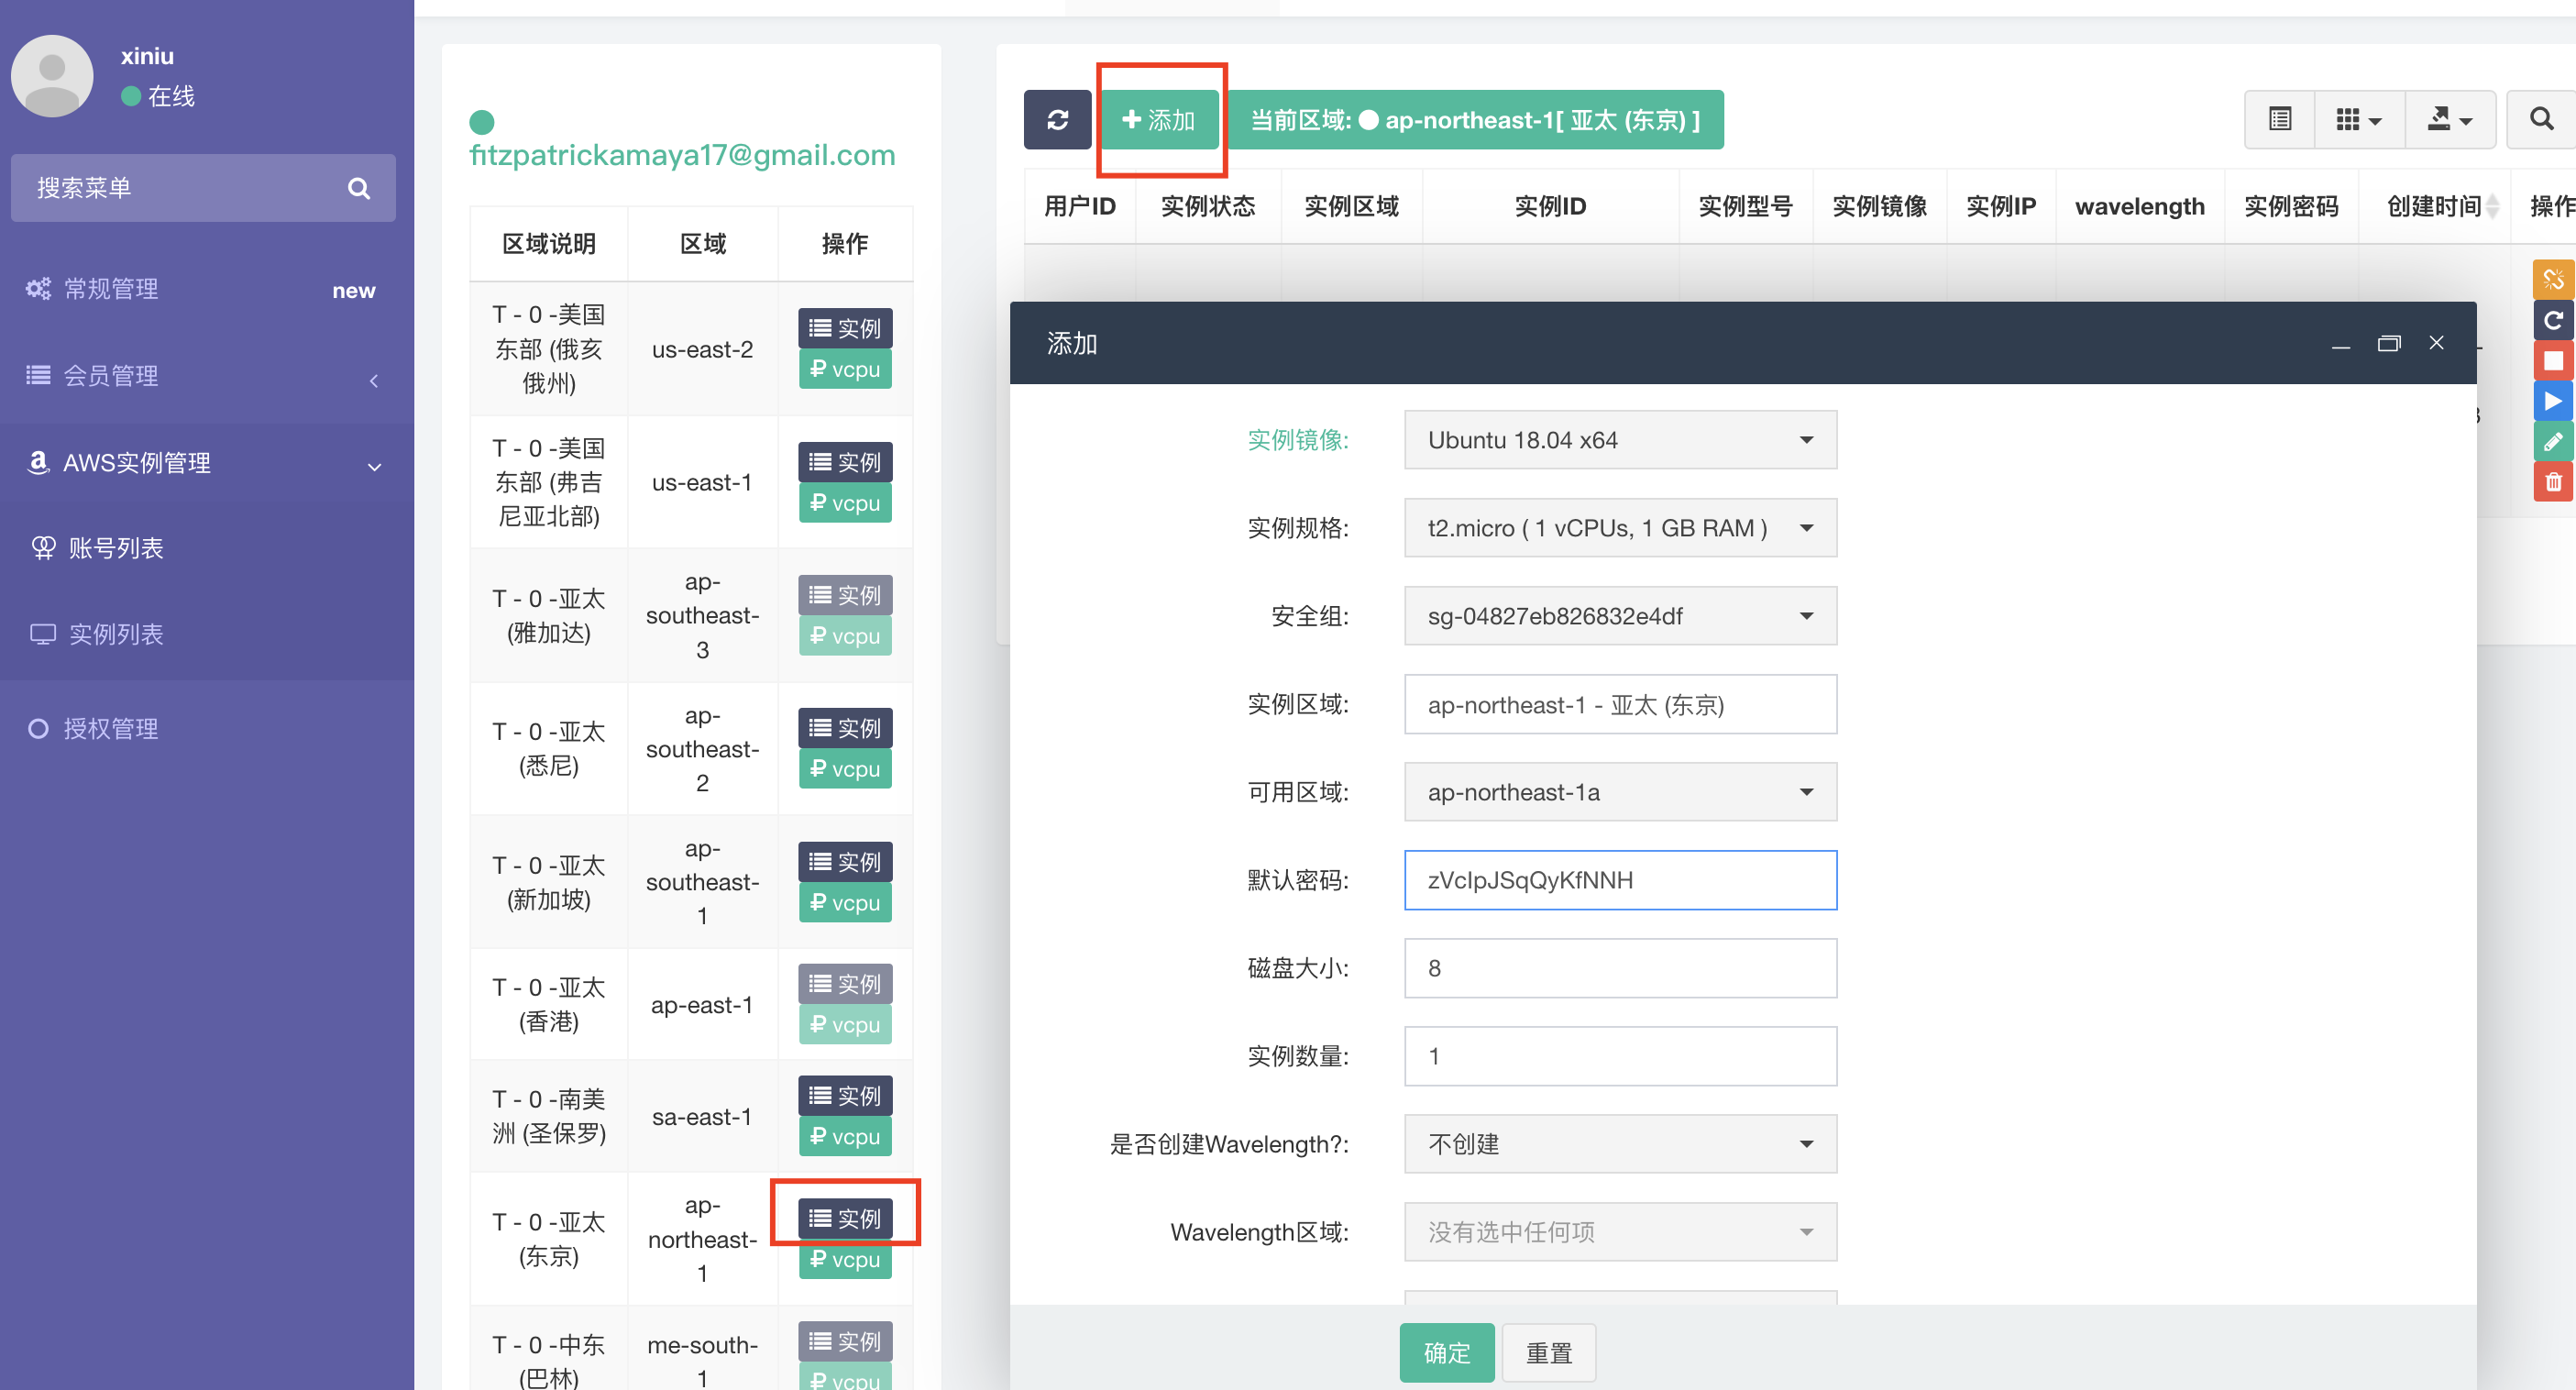 xiniu
在线
搜索菜单
常规管理 new
会员管理
AWS实例管理
账号列表
实例列表
授权管理
fitzpatrickamaya17@gmail.com
区域说明 区域 操作
T - 0 -美国
东部 (俄亥
俄州)
us-east-2
实例
vcpu
T - 0 -美国
东部 (弗吉
尼亚北部)
us-east-1
实例
vcpu
T - 0 -亚太
(雅加达)
ap-
southeast-
3
实例
vcpu
T - 0 -亚太
(悉尼)
ap-
southeast-
2
实例
vcpu
T - 0 -亚太
(新加坡)
ap-
southeast-
1
实例
vcpu
T - 0 -亚太
(香港)
ap-east-1
实例
vcpu
T - 0 -南美
洲 (圣保罗)
sa-east-1
实例
vcpu
T - 0 -亚太
(东京)
ap-
northeast-
1
实例
vcpu
T - 0 -中东
(巴林)
me-south-
1
实例
vcpu
添加
当前区域: ap-northeast-1[ 亚太 (东京) ]
用户ID 实例状态 实例区域 实例ID 实例型号 实例镜像 实例IP wavelength 实例密码 创建时间 操作
添加
实例镜像: Ubuntu 18.04 x64
实例规格: t2.micro ( 1 vCPUs, 1 GB RAM )
安全组: sg-04827eb826832e4df
实例区域: ap-northeast-1 - 亚太 (东京)
可用区域: ap-northeast-1a
默认密码: zVcIpJSqQyKfNNH
磁盘大小: 8
实例数量: 1
是否创建Wavelength?: 不创建
Wavelength区域: 没有选中任何项
确定 重置